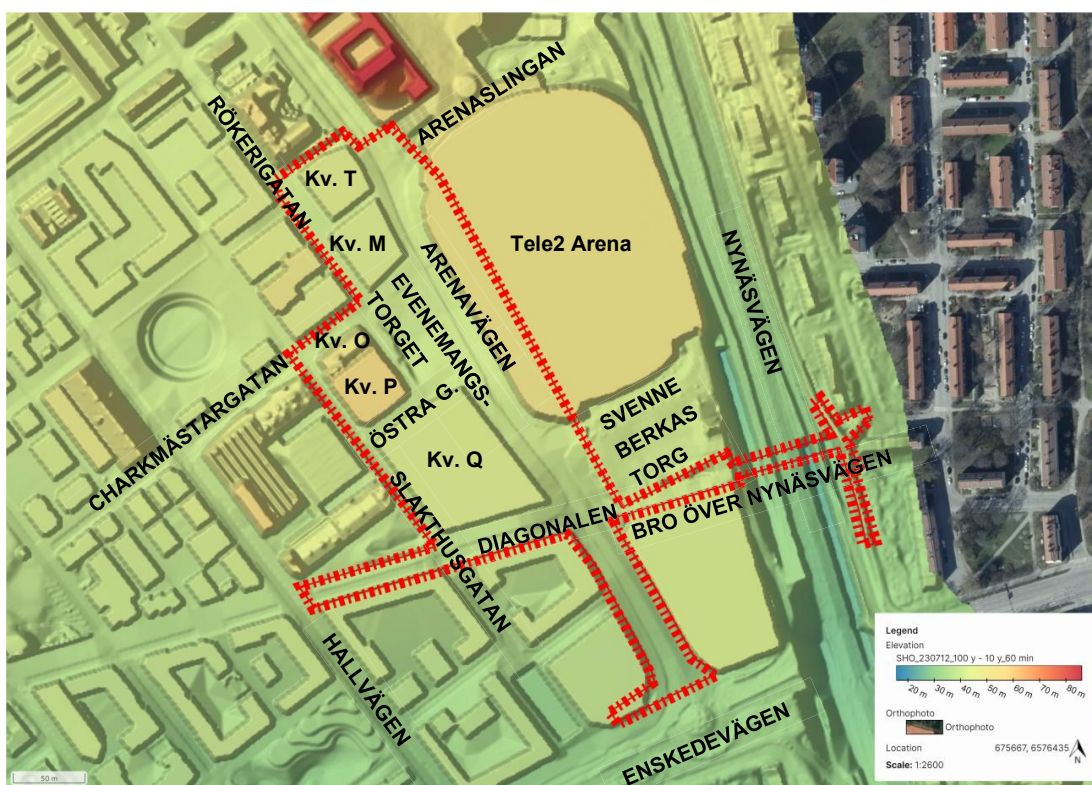 ARENASLINGAN
RÖKERIGATAN
Kv. T
Kv. M
Tele2 Arena
ARENAVÄGEN
EVENEMANGS-
TORGET
NYNÄSVÄGEN
Kv. O
Kv. P
CHARKMÄSTARGATAN
ÖSTRA G.
Kv. Q
SVENNE
BERKAS
TORG
SLAKTHUSGATAN
DIAGONALEN
BRO ÖVER NYNÄSVÄGEN
HALLVÄGEN
ENSKEDEVÄGEN
50 m
Legend
Elevation
SHO_230712_100 y - 10 y_60 min
20 m 30 m 40 m 50 m 60 m 70 m 80 m
Orthophoto
Orthophoto
Location 675667, 6576435
N
Scale: 1:2600